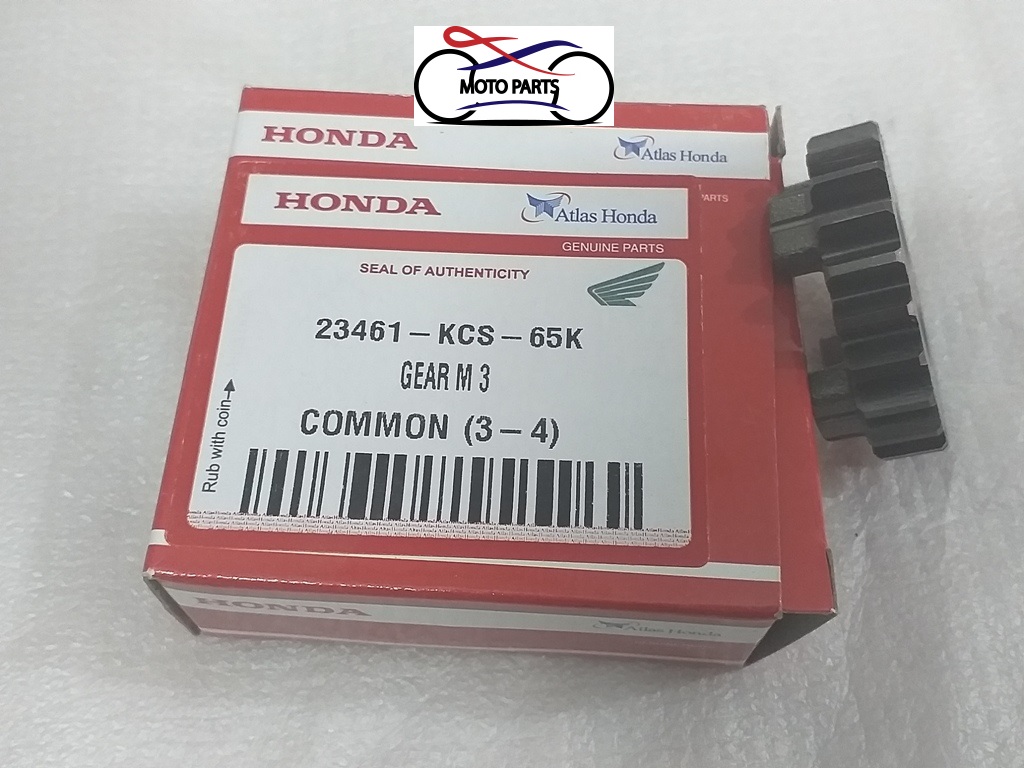 MOTO PARTS
HONDA
Atlas Honda
PARTS
HONDA
Atlas Honda
GENUINE PARTS
SEAL OF AUTHENTICITY
23461-KCS-65K
GEAR M 3
COMMON (3-4)
Rub with coin
HONDA
Atlas Honda